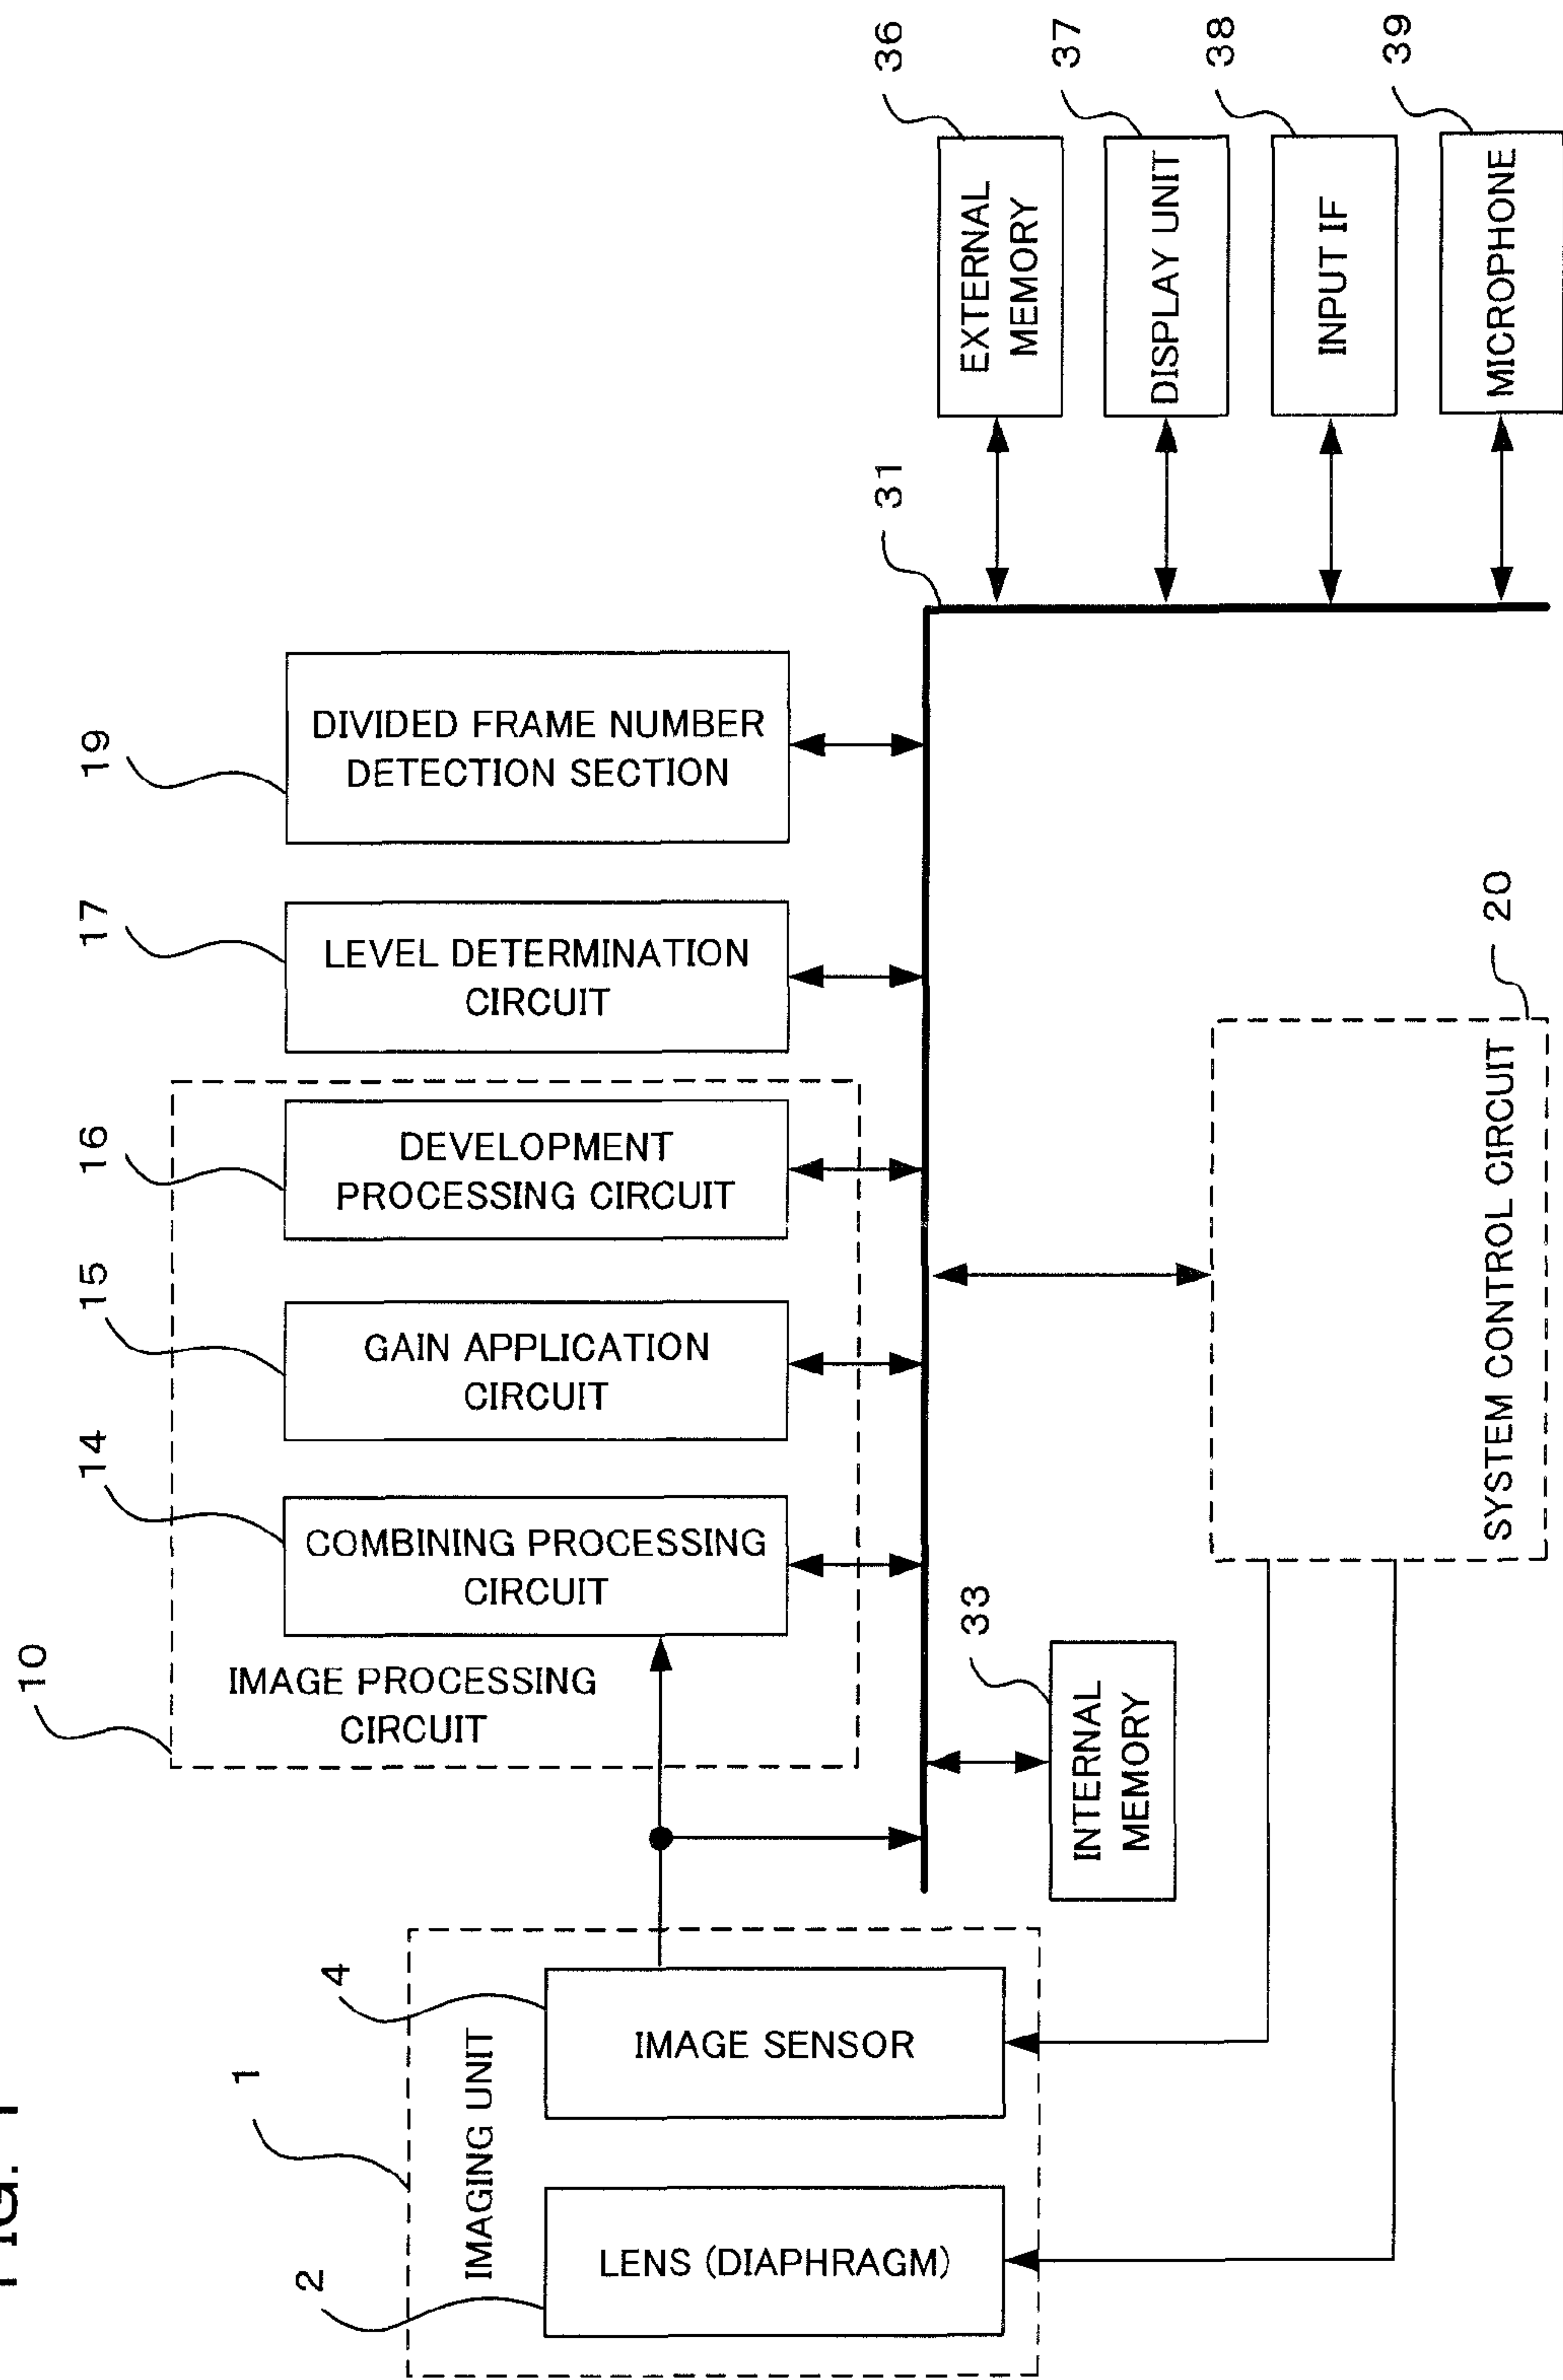 FIG. 1
36
EXTERNAL
MEMORY
37
DISPLAY UNIT
38
INPUT IF
39
MICROPHONE
31
19
DIVIDED FRAME NUMBER
DETECTION SECTION
17
LEVEL DETERMINATION
CIRCUIT
16
DEVELOPMENT
PROCESSING CIRCUIT
15
GAIN APPLICATION
CIRCUIT
14
COMBINING PROCESSING
CIRCUIT
10
IMAGE PROCESSING
CIRCUIT
20
SYSTEM CONTROL CIRCUIT
33
INTERNAL
MEMORY
1
IMAGING UNIT
4
IMAGE SENSOR
2
LENS (DIAPHRAGM)